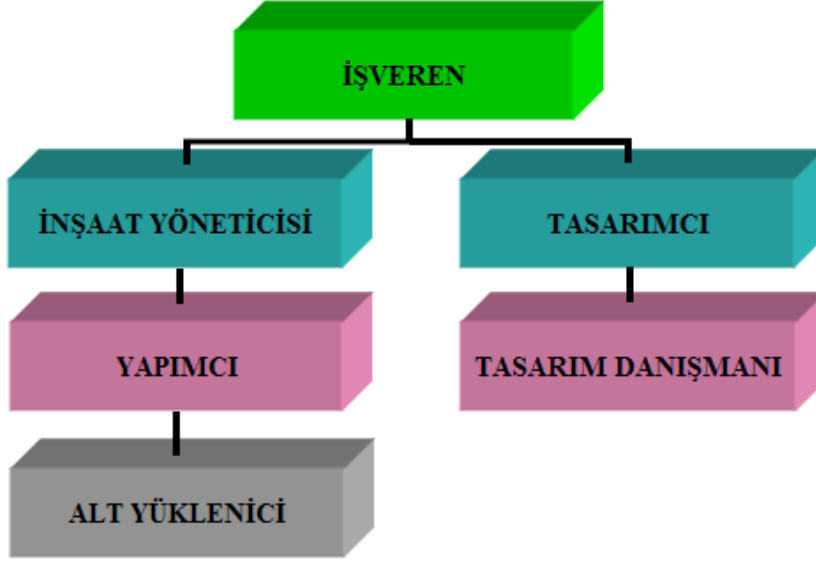 İŞVEREN
İNŞAAT YÖNETİCİSİ
TASARIMCI
YAPIMCI
TASARIM DANIŞMANI
ALT YÜKLENİCİ